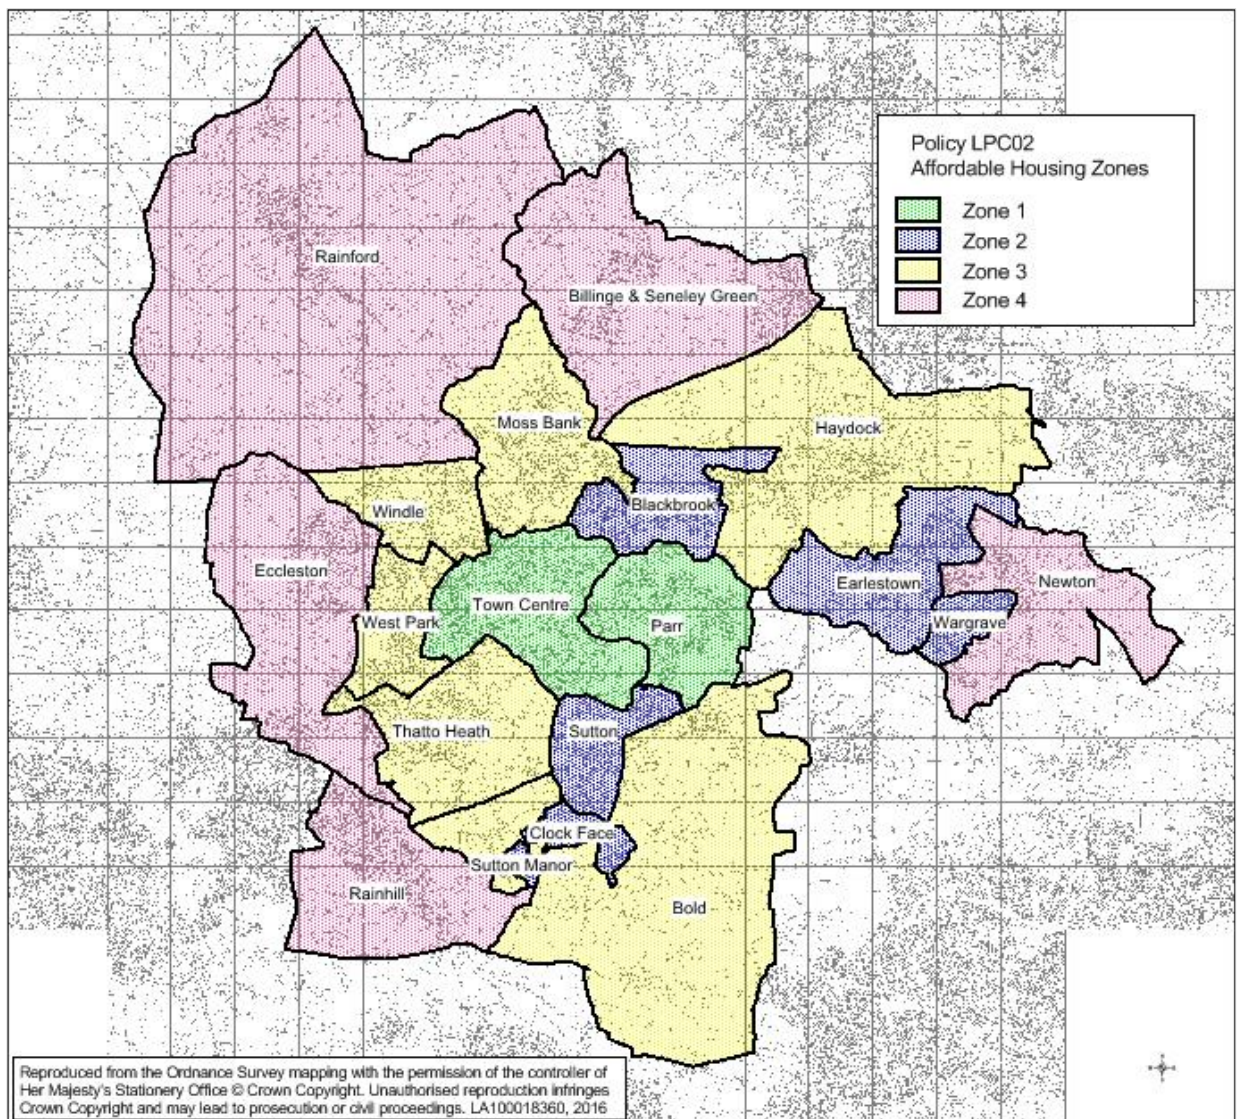 Policy LPC02
Affordable Housing Zones
Zone 1
Zone 2
Zone 3
Zone 4
Rainford
Billinge & Seneley Green
Moss Bank
Haydock
Windle
Blackbrook
Eccleston
Earlestown
Newton
Town Centre
West Park
Parr
Wargrave
Thatto Heath
Sutton
Clock Face
Sutton Manor
Rainhill
Bold
Reproduced from the Ordnance Survey mapping with the permission of the controller of
Her Majesty's Stationery Office © Crown Copyright. Unauthorised reproduction infringes
Crown Copyright and may lead to prosecution or civil proceedings. LA100018360, 2016